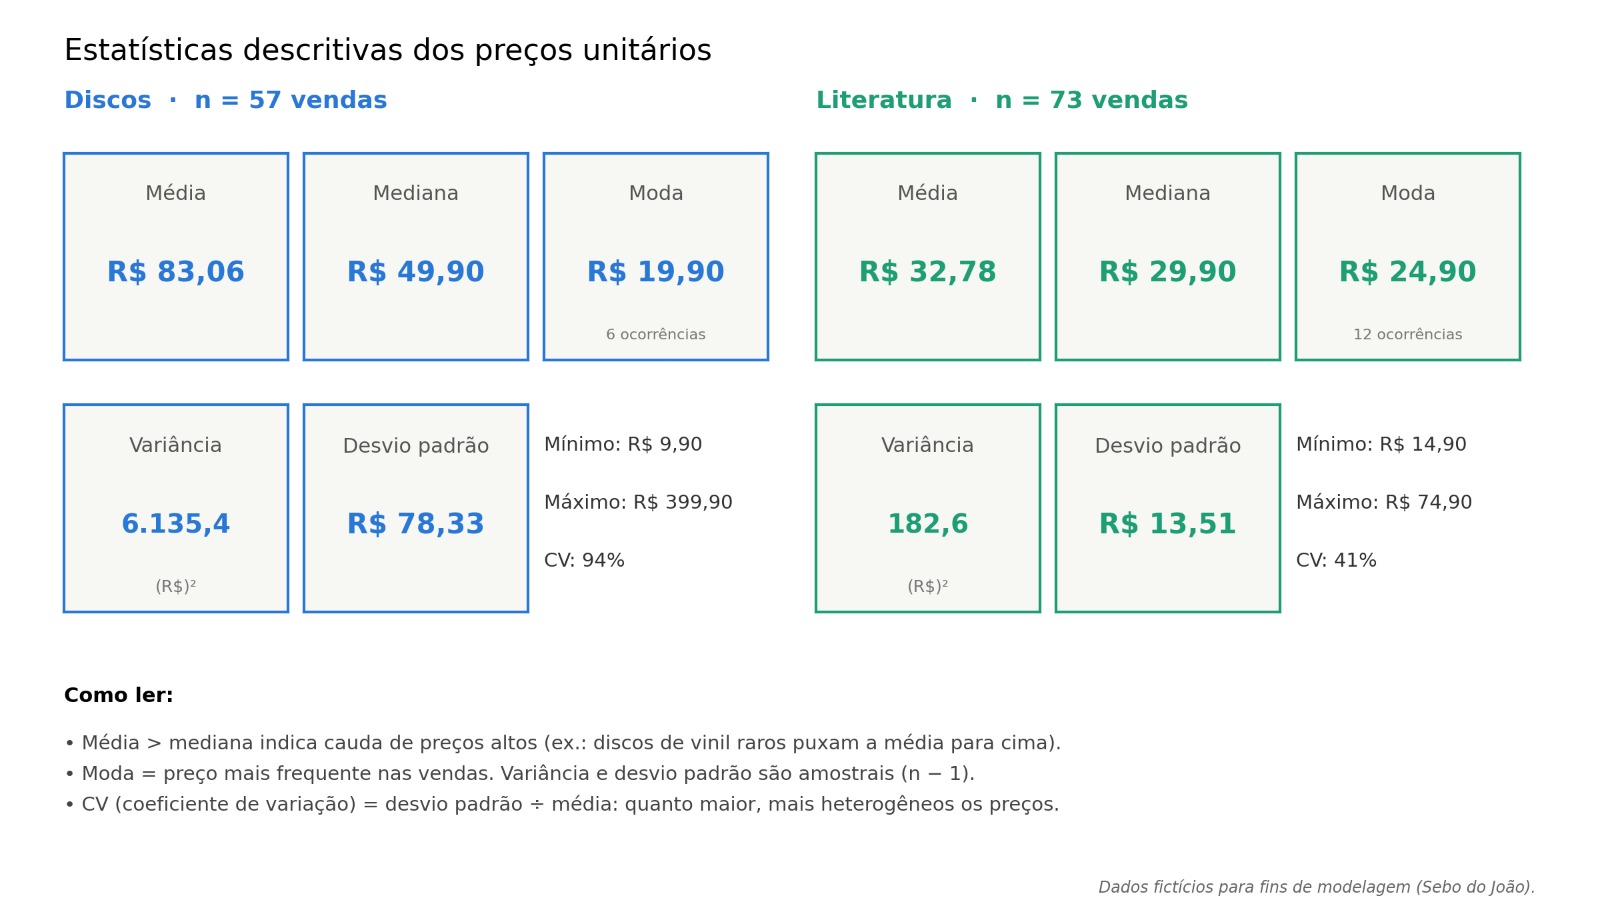 Estatísticas descritivas dos preços unitários
Discos · n = 57 vendas
Média
R$ 83,06
Mediana
R$ 49,90
Moda
R$ 19,90
6 ocorrências
Variância
6.135,4
(R$)²
Desvio padrão
R$ 78,33
Mínimo: R$ 9,90
Máximo: R$ 399,90
CV: 94%
Literatura · n = 73 vendas
Média
R$ 32,78
Mediana
R$ 29,90
Moda
R$ 24,90
12 ocorrências
Variância
182,6
(R$)²
Desvio padrão
R$ 13,51
Mínimo: R$ 14,90
Máximo: R$ 74,90
CV: 41%
Como ler:
• Média > mediana indica cauda de preços altos (ex.: discos de vinil raros puxam a média para cima).
• Moda = preço mais frequente nas vendas. Variância e desvio padrão são amostrais (n − 1).
• CV (coeficiente de variação) = desvio padrão ÷ média: quanto maior, mais heterogêneos os preços.
Dados fictícios para fins de modelagem (Sebo do João).